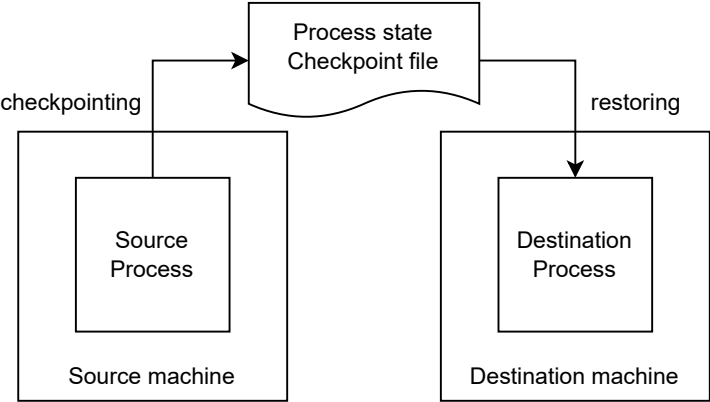 Process state
Checkpoint file
checkpointing
restoring
Source
Process
Destination
Process
Source machine
Destination machine